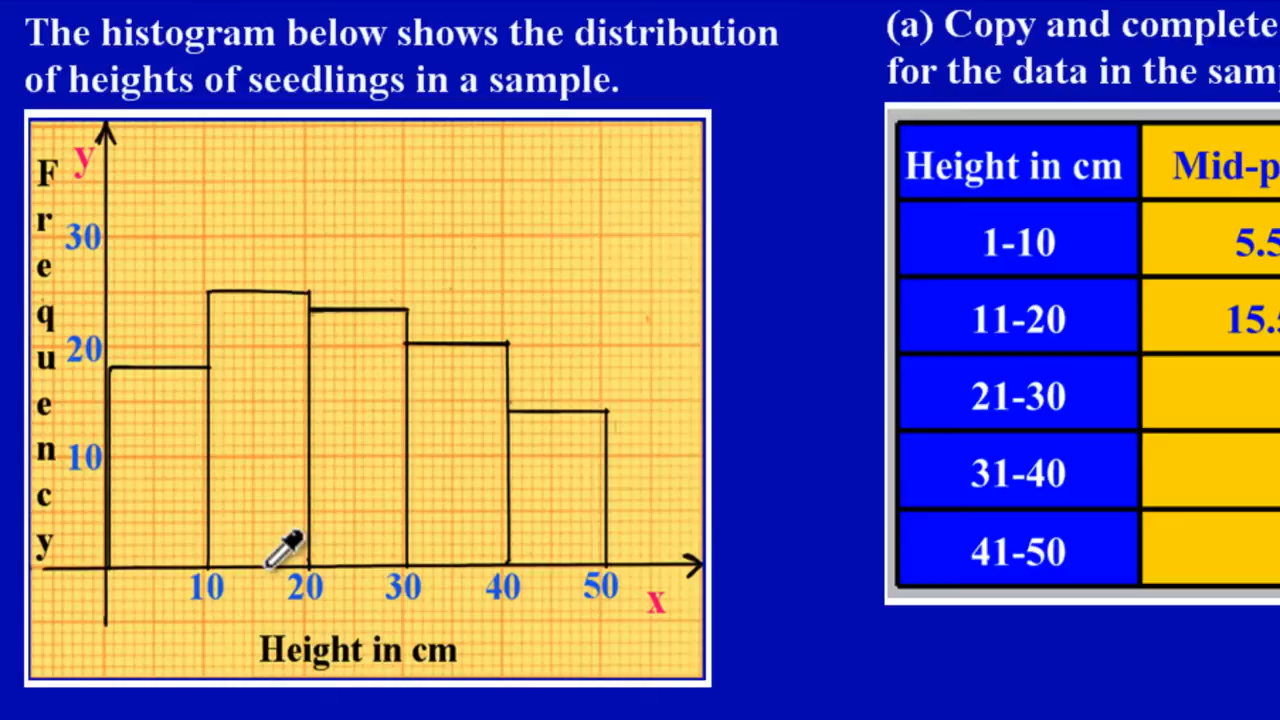 The histogram below shows the distribution
of heights of seedlings in a sample.
Frequency
y
30
20
10
10 20 30 40 50
x
Height in cm
(a) Copy and complete
for the data in the sam
Height in cm Mid-p
1-10 5.5
11-20 15.
21-30
31-40
41-50